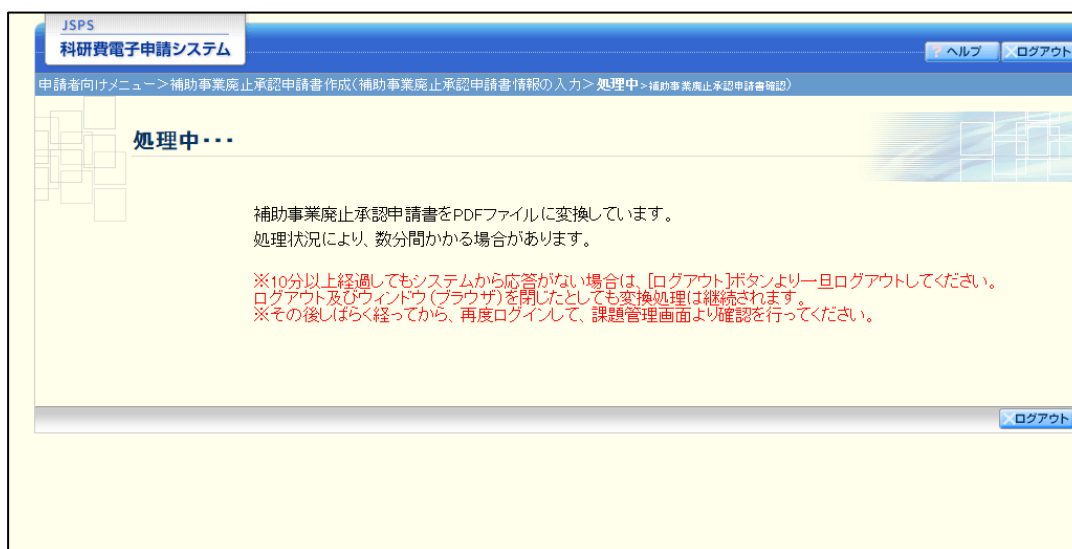 JSPS
科研費電子申請システム
? ヘルプ
ログアウト
申請者向けメニュー>補助事業廃止承認申請書作成(補助事業廃止承認申請書情報の入力>処理中>補助事業廃止承認申請書確認)
処理中・・・
補助事業廃止承認申請書をPDFファイルに変換しています。
処理状況により、数分間かかる場合があります。
※10分以上経過してもシステムから応答がない場合は、[ログアウト]ボタンより一旦ログアウトしてください。
ログアウト及びウィンドウ(ブラウザ)を閉じたとしても変換処理は継続されます。
※その後しばらく経ってから、再度ログインして、課題管理画面より確認を行ってください。
ログアウト